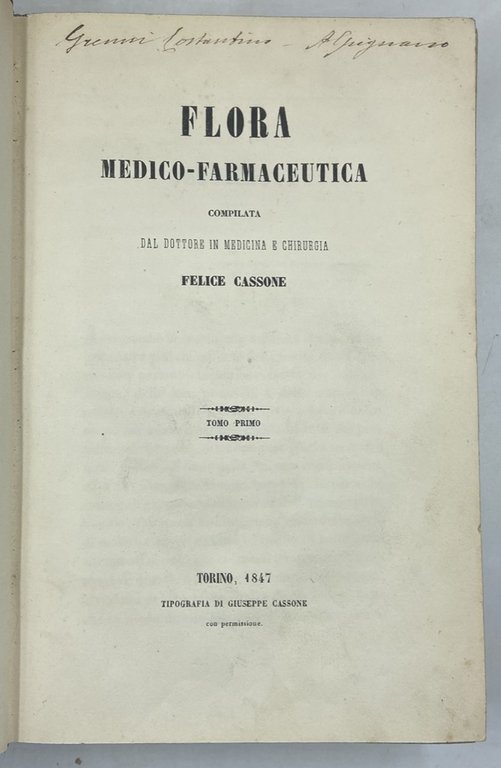 Costantino - Alpignano
FLORA
MEDICO-FARMACEUTICA
COMPILATA
DAL DOTTORE IN MEDICINA E CHIRURGIA
FELICE CASSONE
TOMO PRIMO
TORINO, 1847
TIPOGRAFIA DI GIUSEPPE CASSONE
con permissione.